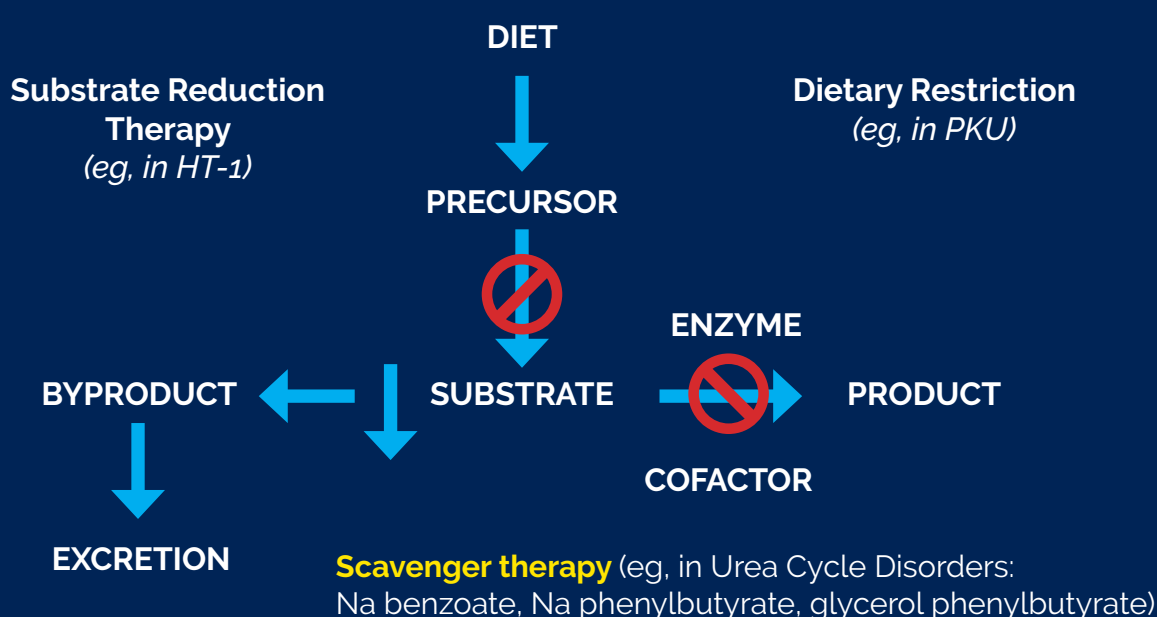 DIET
Substrate Reduction
Therapy
(eg, in HT-1)
Dietary Restriction
(eg, in PKU)
PRECURSOR
ENZYME
BYPRODUCT
SUBSTRATE
PRODUCT
COFACTOR
EXCRETION
Scavenger therapy (eg, in Urea Cycle Disorders:
Na benzoate, Na phenylbutyrate, glycerol phenylbutyrate)